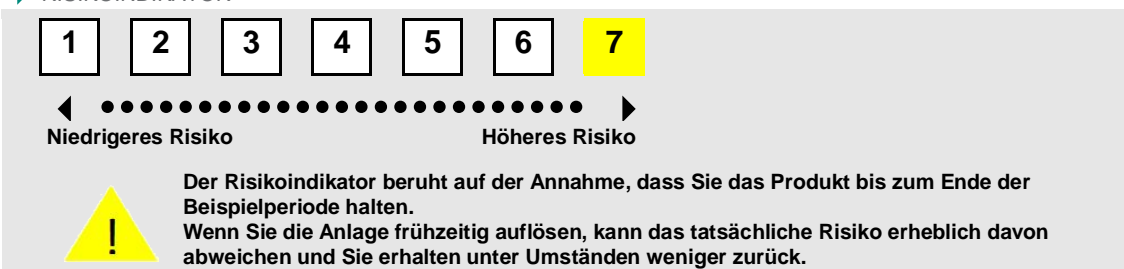 RISIKOINDIKATOR
1 2 3 4 5 6 7
Niedrigeres Risiko Höheres Risiko
Der Risikoindikator beruht auf der Annahme, dass Sie das Produkt bis zum Ende der
Beispielperiode halten.
Wenn Sie die Anlage frühzeitig auflösen, kann das tatsächliche Risiko erheblich davon
abweichen und Sie erhalten unter Umständen weniger zurück.
!